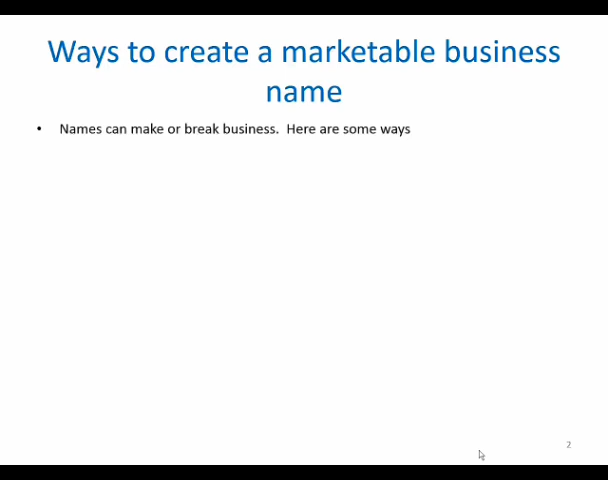 Ways to create a marketable business
name
• Names can make or break business.  Here are some ways
2